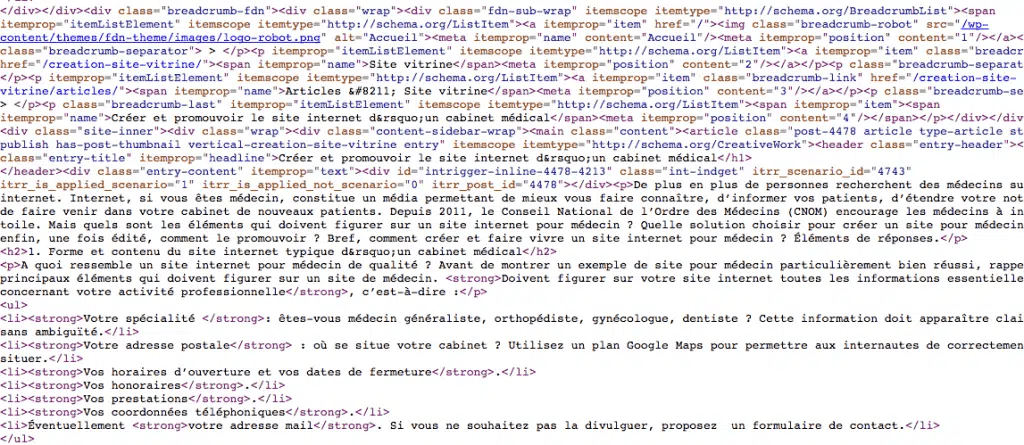 </div></div><div class="breadcrumb-fdn"><div class="wrap"><div class="fdn-sub-wrap" itemscope itemtype="http://schema.org/BreadcrumbList"><span
itemprop="itemListElement" itemscope itemtype="http://schema.org/ListItem"><a itemprop="item" href="/"><img class="breadcrumb-robot" src="/wp-
content/themes/fdn-theme/images/logo-robot.png" alt="Accueil"><meta itemprop="name" content="Accueil"/><meta itemprop="position" content="1"/></a><
class="breadcrumb-separator"> > </p><p itemprop="itemListElement" itemscope itemtype="http://schema.org/ListItem"><a itemprop="item" class="breadcr
href="/creation-site-vitrine/"><span itemprop="name">Site vitrine</span><meta itemprop="position" content="2"/></a></p><p class="breadcrumb-separat
</p><p itemprop="itemListElement" itemscope itemtype="http://schema.org/ListItem"><a itemprop="item" class="breadcrumb-link" href="/creation-site-
vitrine/articles/"><span itemprop="name">Articles &#8211; Site vitrine</span><meta itemprop="position" content="3"/></a></p><p class="breadcrumb-se
> </p><p class="breadcrumb-last" itemprop="itemListElement" itemscope itemtype="http://schema.org/ListItem"><span itemprop="item"><span
itemprop="name">Créer et promouvoir le site internet d&rsquo;un cabinet médical</span><meta itemprop="position" content="4"/></span></p></div></div
<div class="site-inner"><div class="wrap"><div class="content-sidebar-wrap"><main class="content"><article class="post-4478 article type-article st
publish has-post-thumbnail vertical-creation-site-vitrine entry" itemscope itemtype="http://schema.org/CreativeWork"><header class="entry-header"><
class="entry-title" itemprop="headline">Créer et promouvoir le site internet d&rsquo;un cabinet médical</h1>
</header><div class="entry-content" itemprop="text"><div id="intrigger-inline-4478-4213" class="int-indget" itrr_scenario_id="4743"
itrr_is_applied_scenario="1" itrr_is_applied_not_scenario="0" itrr_post_id="4478"></div><p>De plus en plus de personnes recherchent des médecins su
internet. Internet, si vous êtes médecin, constitue un média permettant de mieux vous faire connaître, d'informer vos patients, d'étendre votre not
de faire venir dans votre cabinet de nouveaux patients. Depuis 2011, le Conseil National de l'Ordre des Médecins (CNOM) encourage les médecins à in
toile. Mais quels sont les éléments qui doivent figurer sur un site internet pour médecin ? Quelle solution choisir pour créer un site pour médecin
enfin, une fois édité, comment le promouvoir ? Bref, comment créer et faire vivre un site internet pour médecin ? Éléments de réponses.</p>
<h2>1. Forme et contenu du site internet typique d&rsquo;un cabinet médical</h2>
<p>A quoi ressemble un site internet pour médecin de qualité ? Avant de montrer un exemple de site pour médecin particulièrement bien réussi, rappe
principaux éléments qui doivent figurer sur un site de médecin. <strong>Doivent figurer sur votre site internet toutes les informations essentielle
concernant votre activité professionnelle</strong>, c'est-à-dire :</p>
<ul>
<li><strong>Votre spécialité </strong>: êtes-vous médecin généraliste, orthopédiste, gynécologue, dentiste ? Cette information doit apparaître clai
sans ambiguïté.</li>
<li><strong>Votre adresse postale</strong> : où se situe votre cabinet ? Utilisez un plan Google Maps pour permettre aux internautes de correctemen
situer.</li>
<li><strong>Vos horaires d'ouverture et vos dates de fermeture</strong>.</li>
<li><strong>Vos honoraires</strong>.</li>
<li><strong>Vos prestations</strong>.</li>
<li><strong>Vos coordonnées téléphoniques</strong>.</li>
<li>Éventuellement <strong>votre adresse mail</strong>. Si vous ne souhaitez pas la divulguer, proposez  un formulaire de contact.</li>
</ul>